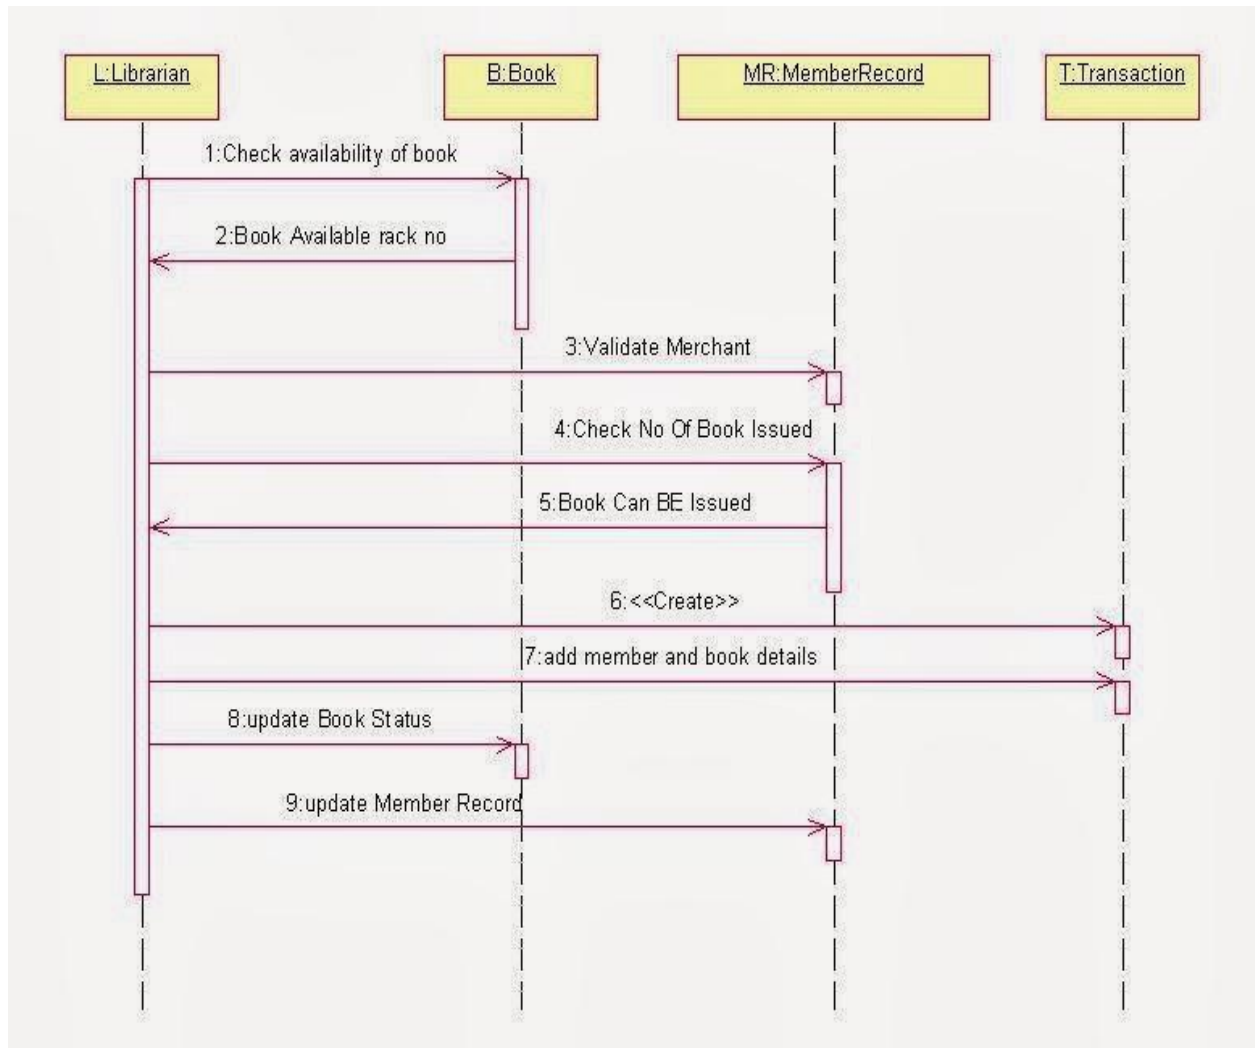 L:Librarian
B:Book
MR:MemberRecord
T:Transaction
1:Check availability of book
2:Book Available rack no
3:Validate Merchant
4:Check No Of Book Issued
5:Book Can BE Issued
6:<<Create>>
7:add member and book details
8:update Book Status
9:update Member Record